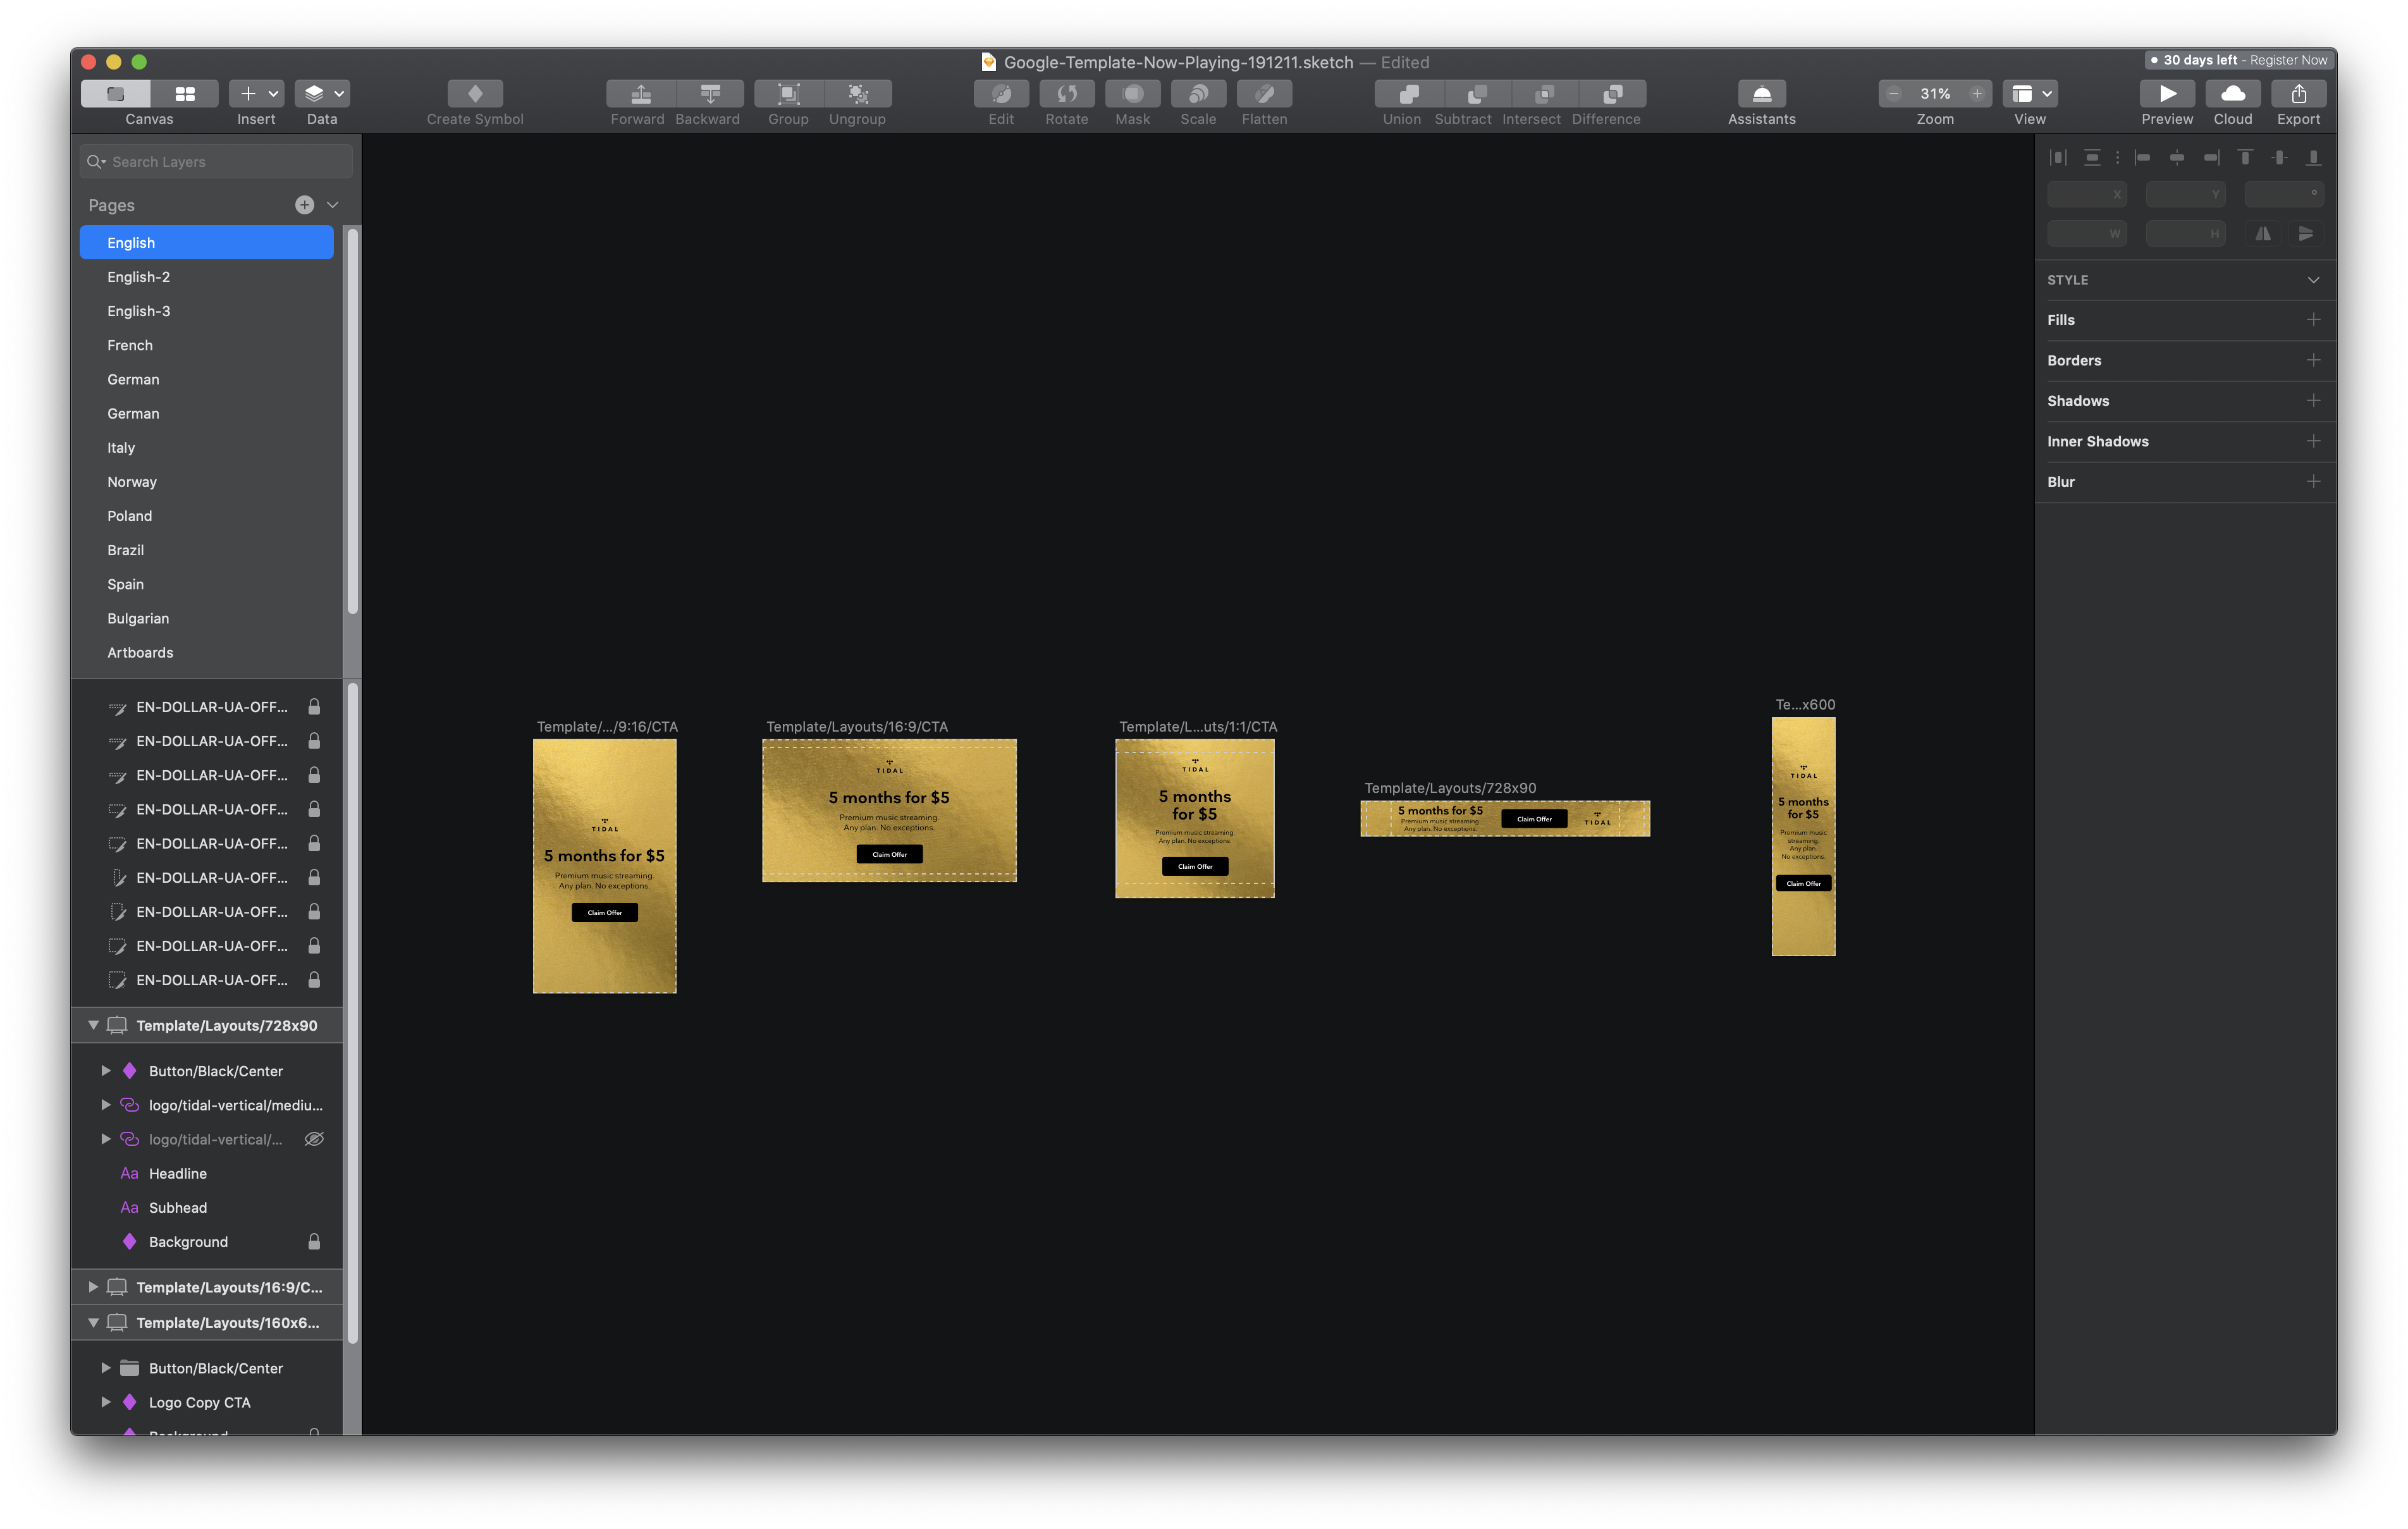 Google-Template-Now-Playing-191211.sketch — Edited
30 days left - Register Now
31%
Canvas
Insert
Data
Create Symbol
Forward
Backward
Group
Ungroup
Edit
Rotate
Mask
Scale
Flatten
Union
Subtract
Intersect
Difference
Assistants
Zoom
View
Preview
Cloud
Export
Search Layers
Pages
English
English-2
English-3
French
German
German
Italy
Norway
Poland
Brazil
Spain
Bulgarian
Artboards
EN-DOLLAR-UA-OFF...
EN-DOLLAR-UA-OFF...
EN-DOLLAR-UA-OFF...
EN-DOLLAR-UA-OFF...
EN-DOLLAR-UA-OFF...
EN-DOLLAR-UA-OFF...
EN-DOLLAR-UA-OFF...
EN-DOLLAR-UA-OFF...
EN-DOLLAR-UA-OFF...
Template/Layouts/728x90
Button/Black/Center
logo/tidal-vertical/mediu...
logo/tidal-vertical/...
Aa Headline
Aa Subhead
Background
Template/Layouts/16:9/C...
Template/Layouts/160x6...
Button/Black/Center
Logo Copy CTA
Background
Template/.../9:16/CTA
TIDAL
5 months for $5
Premium music streaming.
Any plan. No exceptions.
Claim Offer
Template/Layouts/16:9/CTA
TIDAL
5 months for $5
Premium music streaming.
Any plan. No exceptions.
Claim Offer
Template/L...uts/1:1/CTA
TIDAL
5 months
for $5
Premium music streaming.
Any plan. No exceptions.
Claim Offer
Template/Layouts/728x90
5 months for $5
Premium music streaming.
Any plan. No exceptions.
Claim Offer
TIDAL
Te...x600
TIDAL
5 months
for $5
Premium music
streaming.
Any plan.
No exceptions.
Claim Offer
X
Y
°
W
H
STYLE
Fills
Borders
Shadows
Inner Shadows
Blur